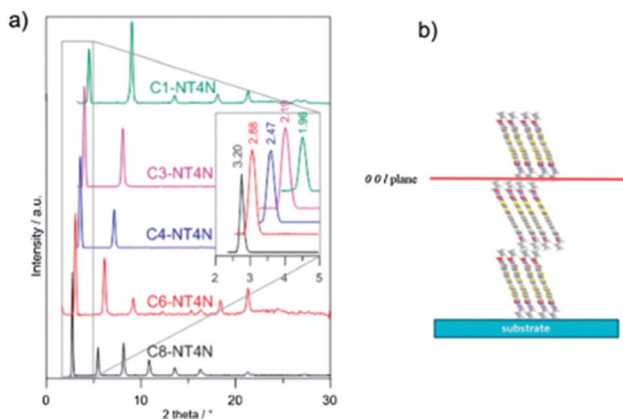 a)
b)
C1-NT4N
C3-NT4N
C4-NT4N
C6-NT4N
C8-NT4N
3.20
2.88
2.47
2.19
1.96
2 3 4 5
Intensity / a.u.
0 10 20 30
2 theta / °
0 0 l plane
substrate